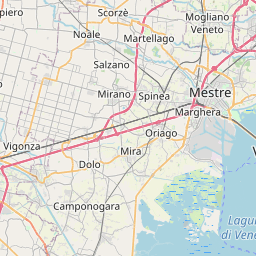 piero
Scorzè
Mogliano
Veneto
Noale
Martellago
Salzano
Mirano
Spinea
Mestre
Marghera
Oriago
Vigonza
Mira
Dolo
V
Camponogara
Lagu
di Vene